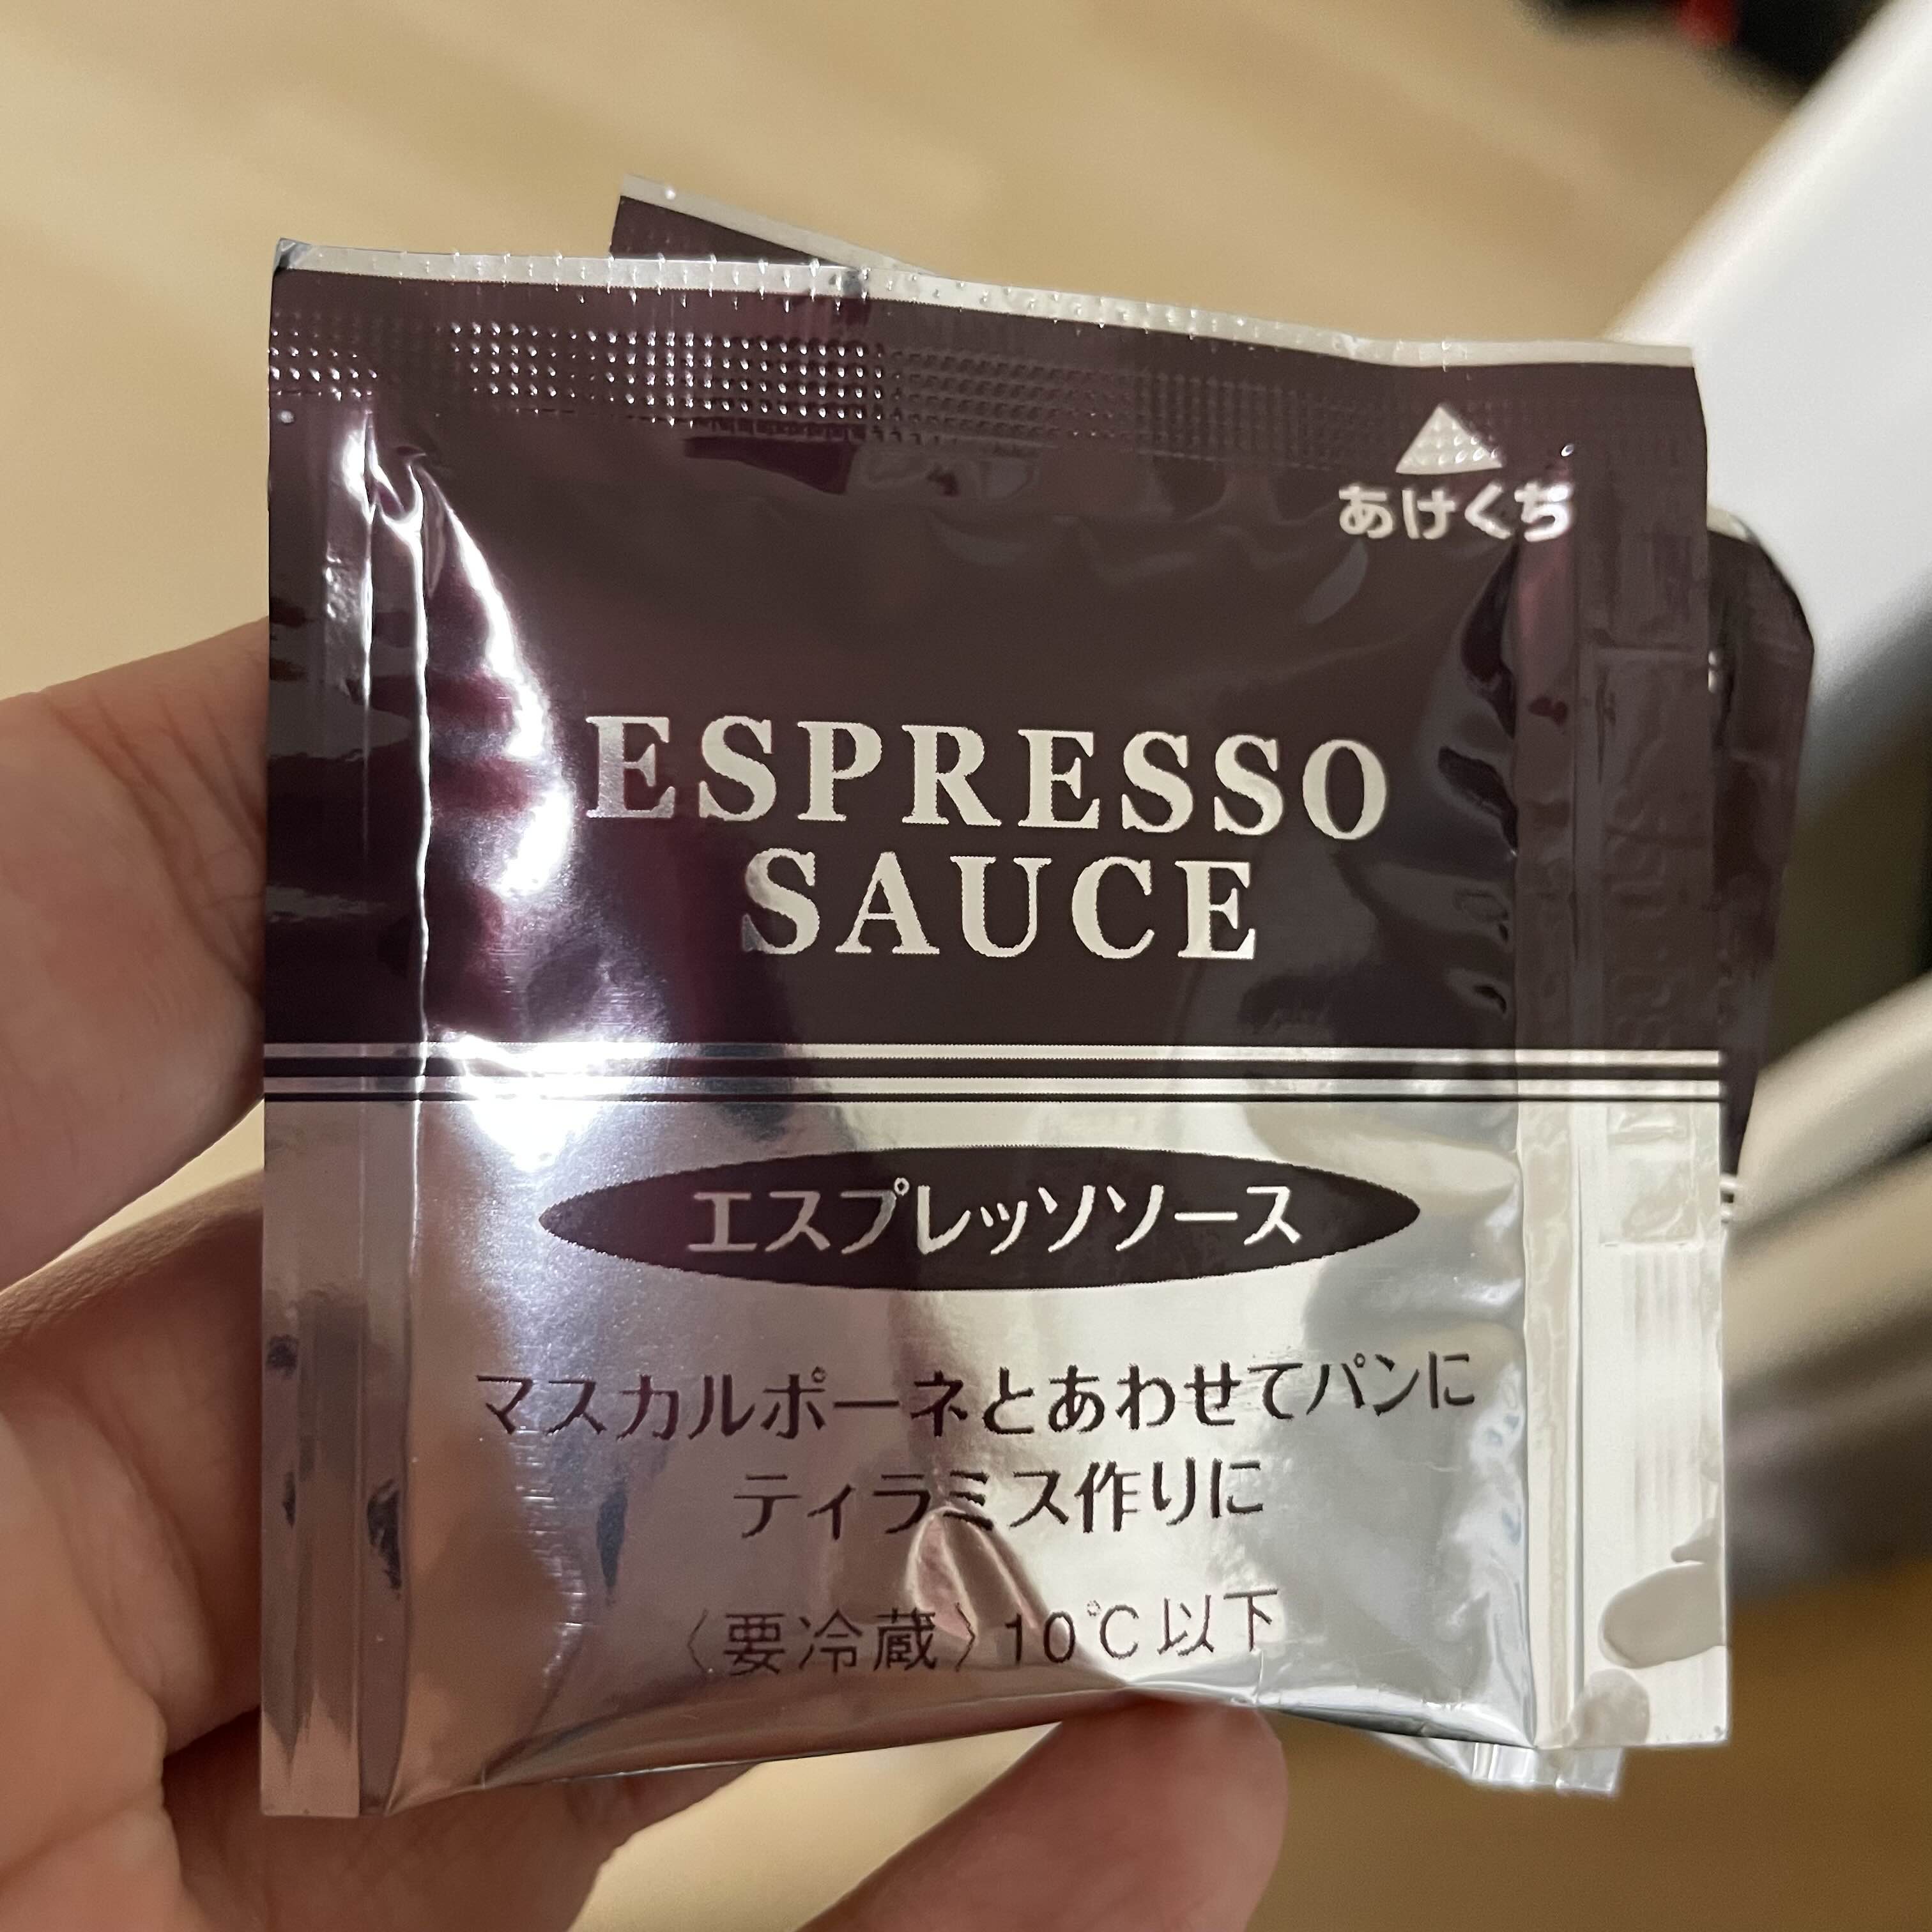 あけくち
ESPRESSO
SAUCE
エスプレッソソース
マスカルポーネとあわせてパンに
ティラミス作りに
〈要冷蔵〉10℃以下